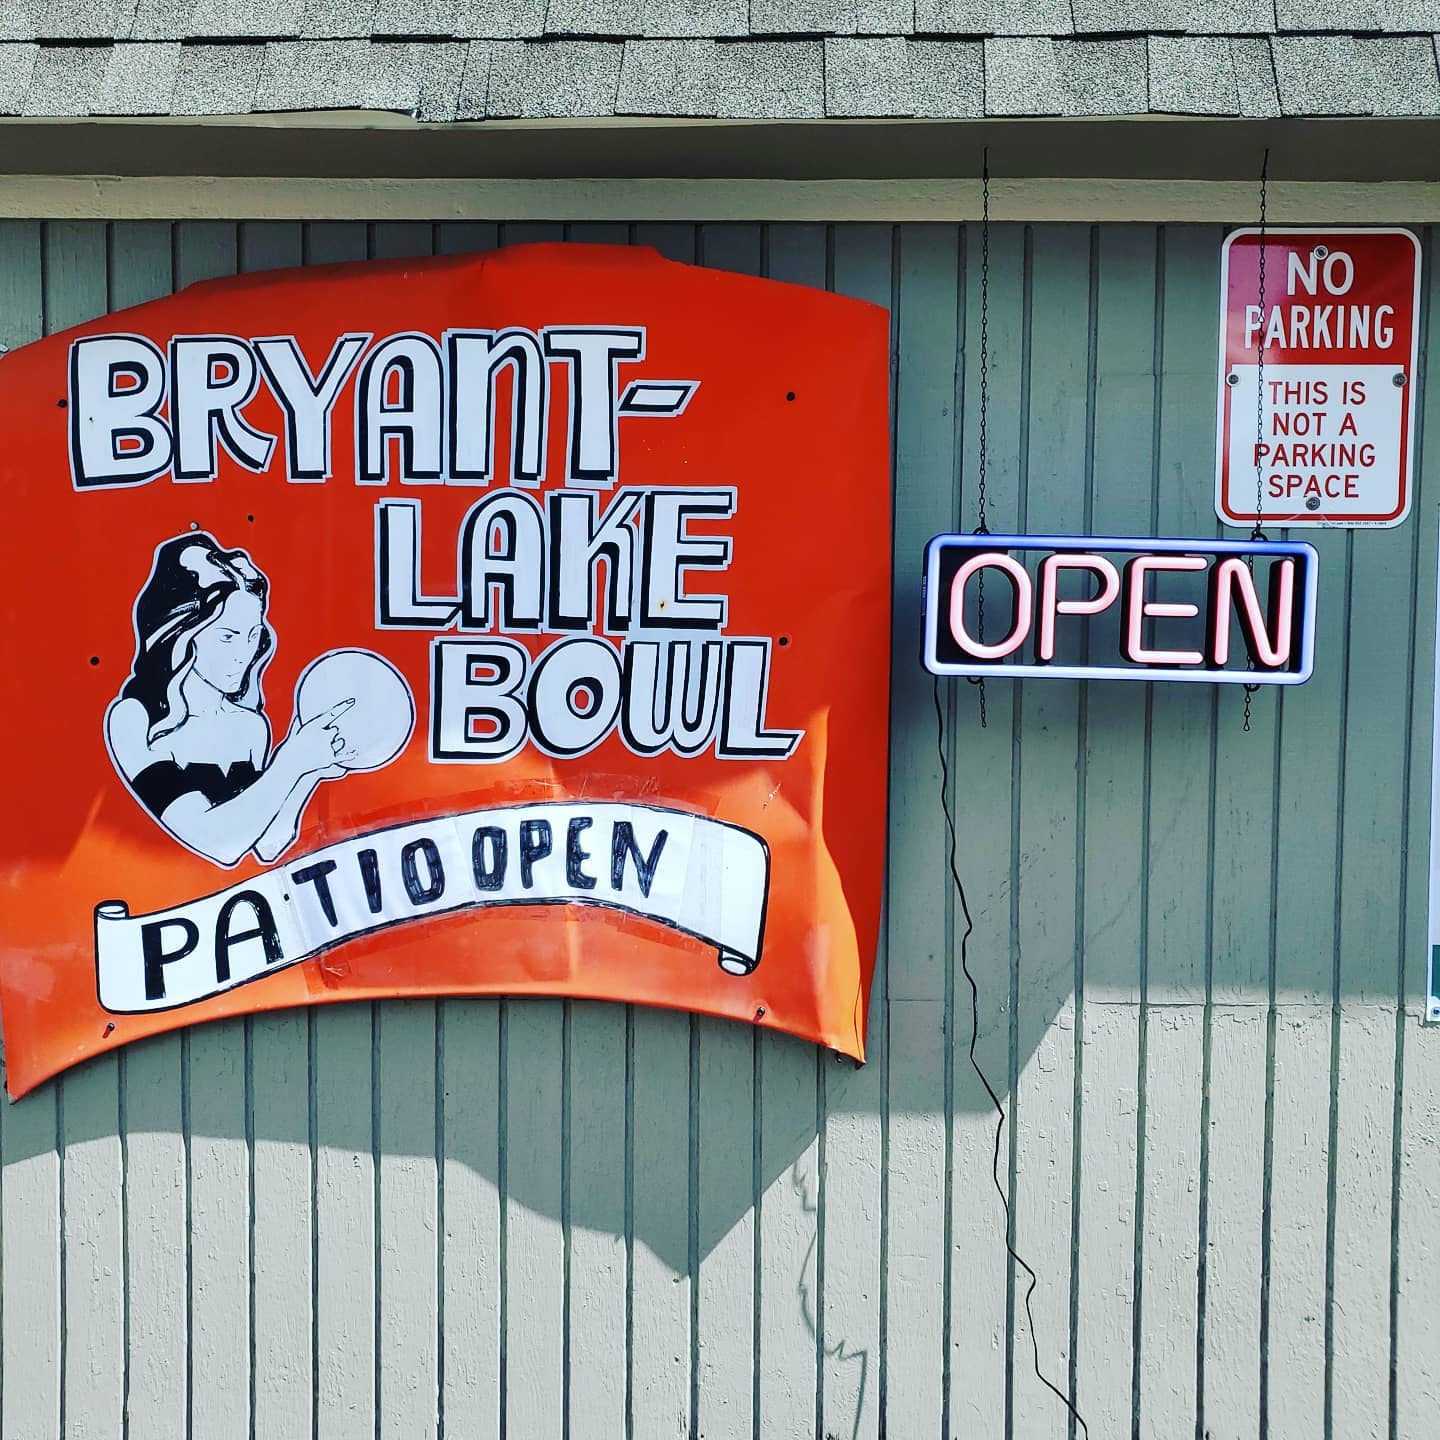 BRYANT-
LAKE
BOWL
PATIO OPEN
OPEN
NO
PARKING
THIS IS
NOT A
PARKING
SPACE